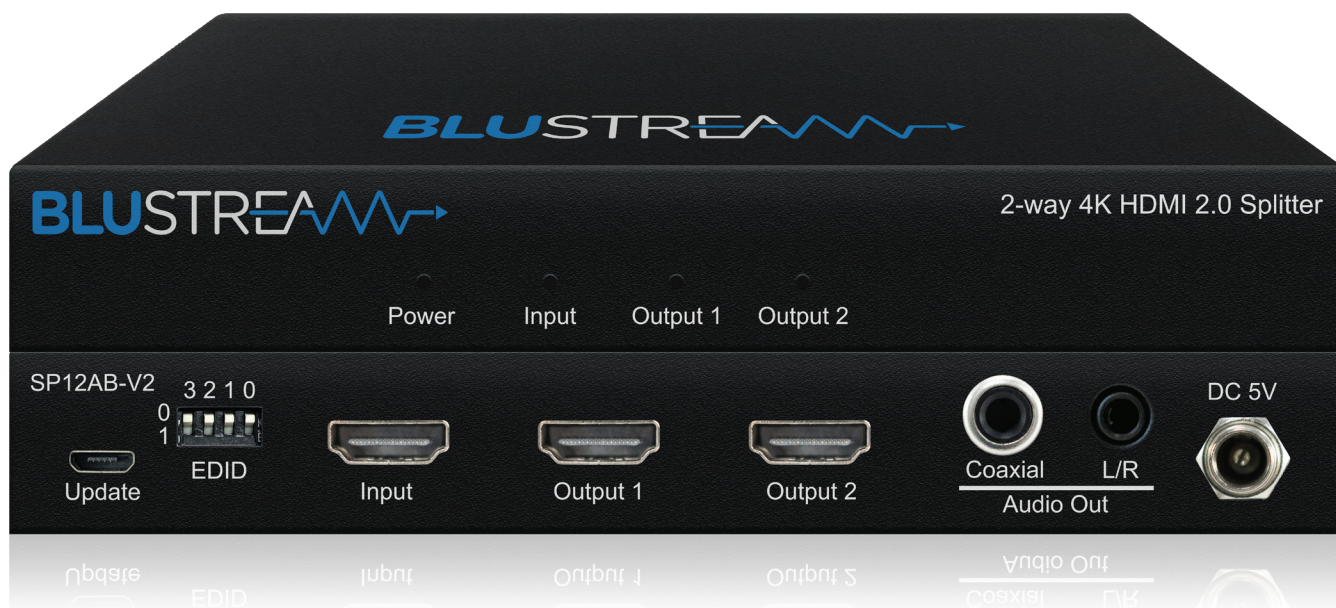 BLUSTREAM
BLUSTREAM
2-way 4K HDMI 2.0 Splitter
Power Input Output 1 Output 2
SP12AB-V2
3 2 1 0
0
1
EDID
Update
Input
Output 1
Output 2
Coaxial L/R
Audio Out
DC 5V